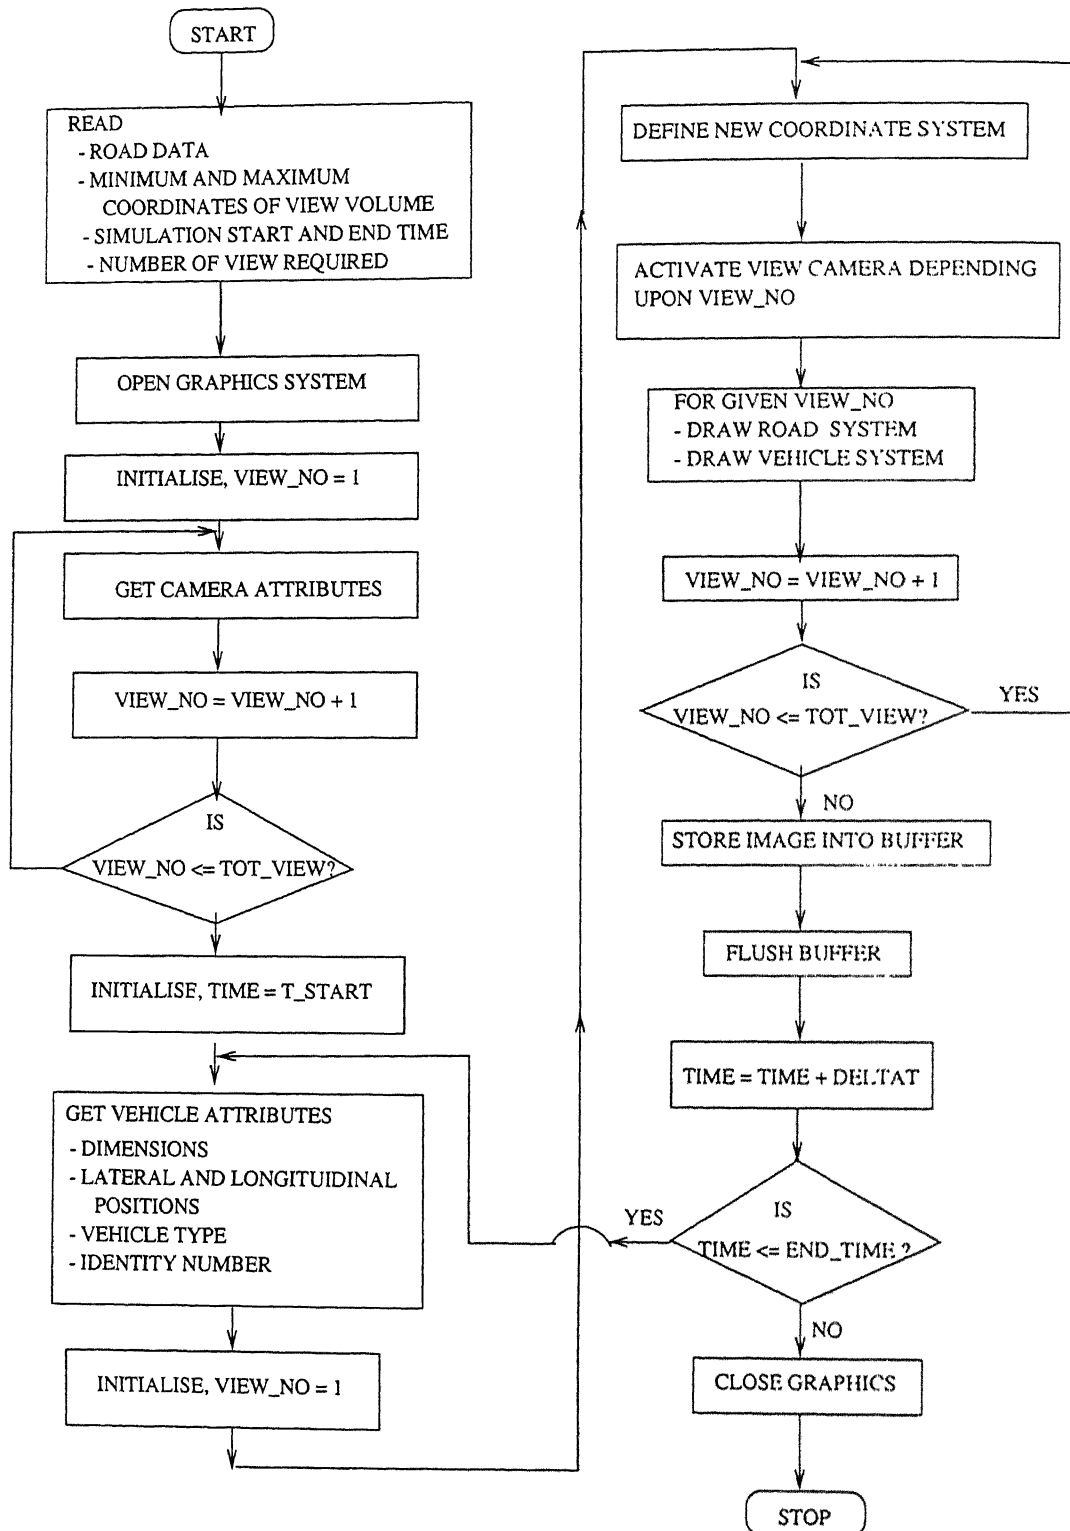 START
READ
- ROAD DATA
- MINIMUM AND MAXIMUM
COORDINATES OF VIEW VOLUME
- SIMULATION START AND END TIME
- NUMBER OF VIEW REQUIRED
OPEN GRAPHICS SYSTEM
INITIALISE, VIEW_NO = 1
GET CAMERA ATTRIBUTES
VIEW_NO = VIEW_NO + 1
IS
VIEW_NO <= TOT_VIEW?
INITIALISE, TIME = T_START
GET VEHICLE ATTRIBUTES
- DIMENSIONS
- LATERAL AND LONGITUIDINAL
POSITIONS
- VEHICLE TYPE
- IDENTITY NUMBER
INITIALISE, VIEW_NO = 1
DEFINE NEW COORDINATE SYSTEM
ACTIVATE VIEW CAMERA DEPENDING
UPON VIEW_NO
FOR GIVEN VIEW_NO
- DRAW ROAD SYSTEM
- DRAW VEHICLE SYSTEM
VIEW_NO = VIEW_NO + 1
IS
VIEW_NO <= TOT_VIEW?
YES
NO
STORE IMAGE INTO BUFFER
FLUSH BUFFER
TIME = TIME + DELTAT
IS
TIME <= END_TIME ?
YES
NO
CLOSE GRAPHICS
STOP